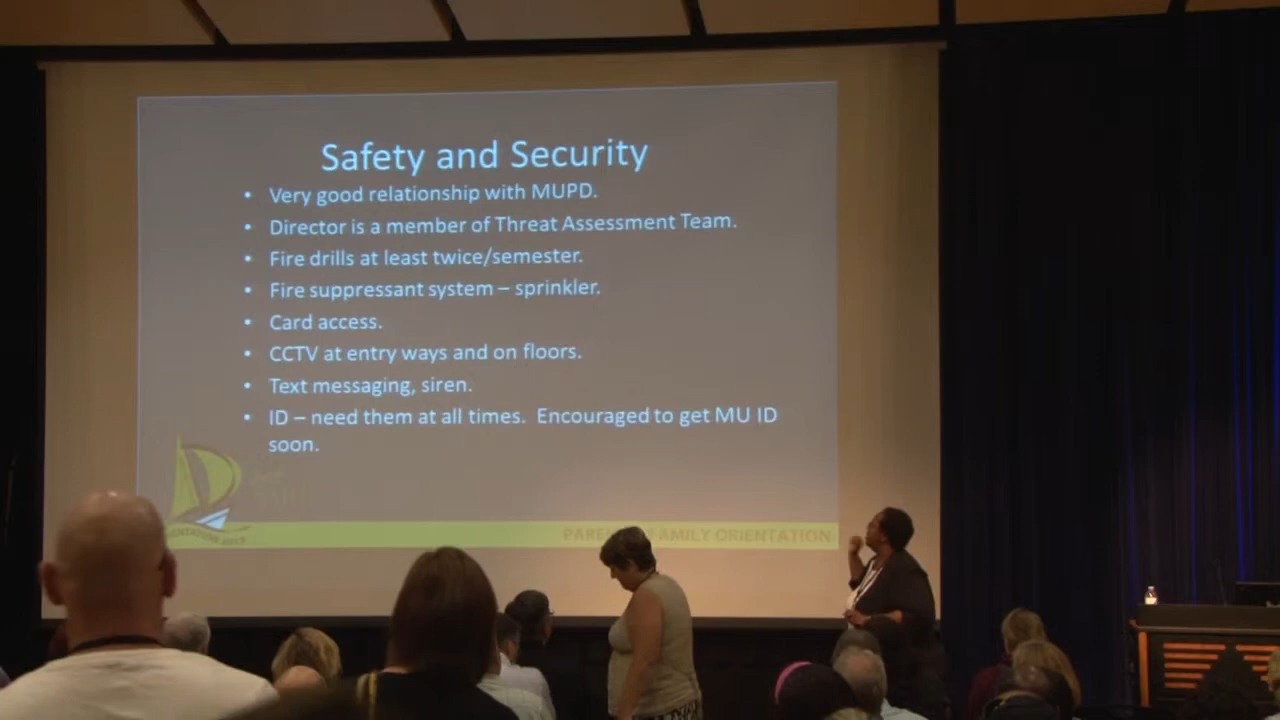 Safety and Security
• Very good relationship with MUPD.
• Director is a member of Threat Assessment Team.
• Fire drills at least twice/semester.
• Fire suppressant system – sprinkler.
• Card access.
• CCTV at entry ways and on floors.
• Text messaging, siren.
• ID – need them at all times. Encouraged to get MU ID
soon.
FAMILY ORIENTATION